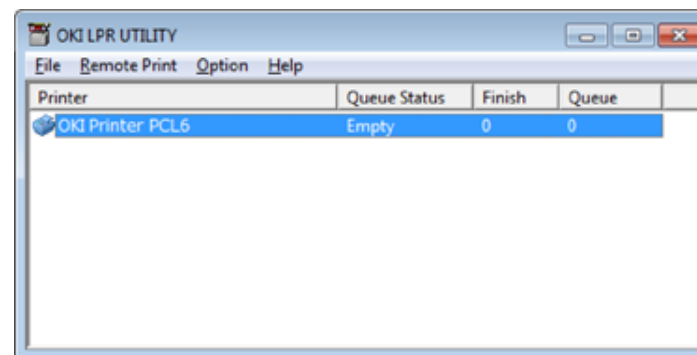 OKI LPR UTILITY
File Remote Print Option Help
Printer Queue Status Finish Queue
OKI Printer PCL6 Empty 0 0